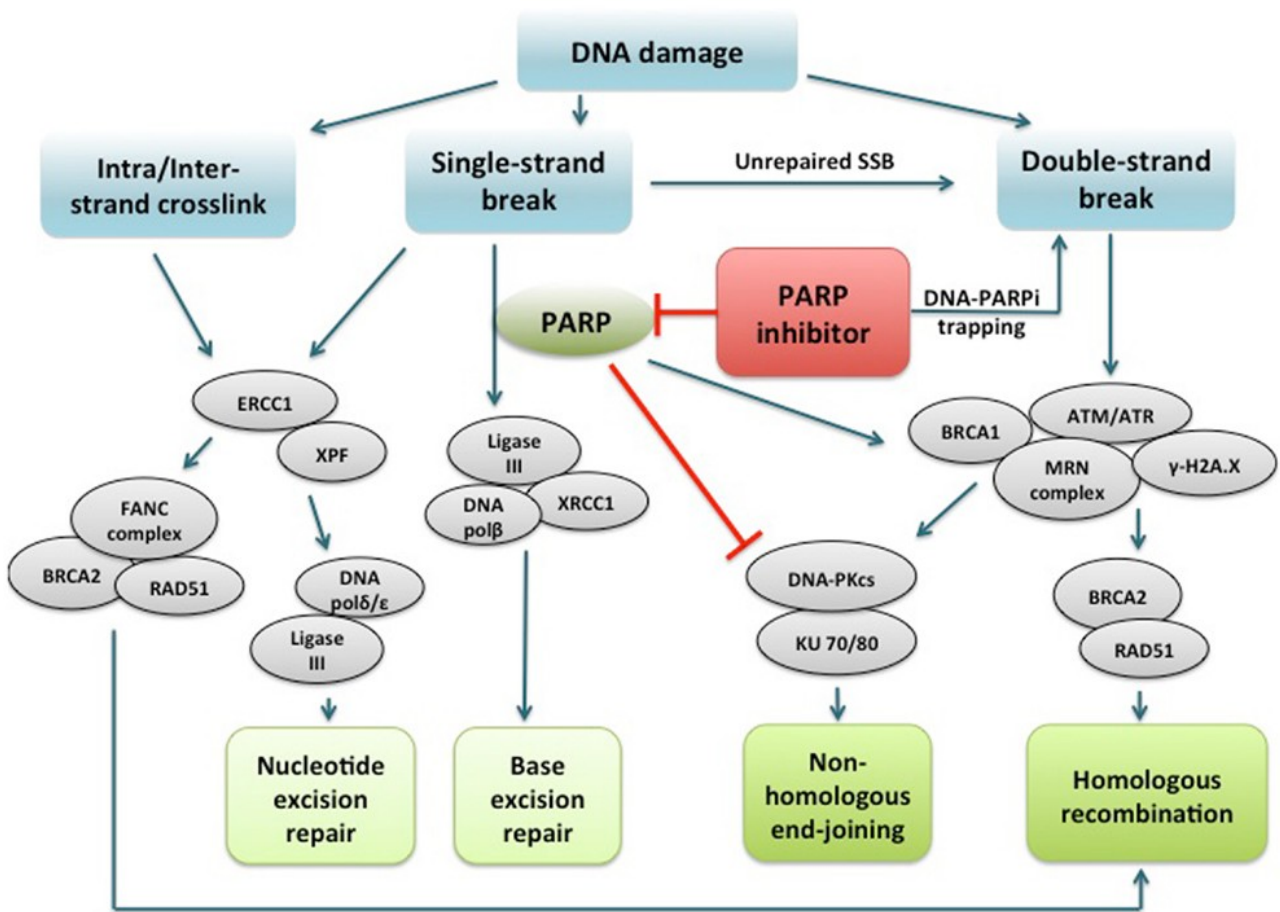 DNA damage
Intra/Inter-
strand crosslink
Single-strand
break
Unrepaired SSB
Double-strand
break
PARP
PARP
inhibitor
DNA-PARPi
trapping
ERCC1
XPF
Ligase
III
DNA
polβ
XRCC1
BRCA1
ATM/ATR
MRN
complex
γ-H2A.X
FANC
complex
BRCA2
RAD51
DNA
polδ/ε
Ligase
III
DNA-PKcs
KU 70/80
BRCA2
RAD51
Nucleotide
excision
repair
Base
excision
repair
Non-
homologous
end-joining
Homologous
recombination